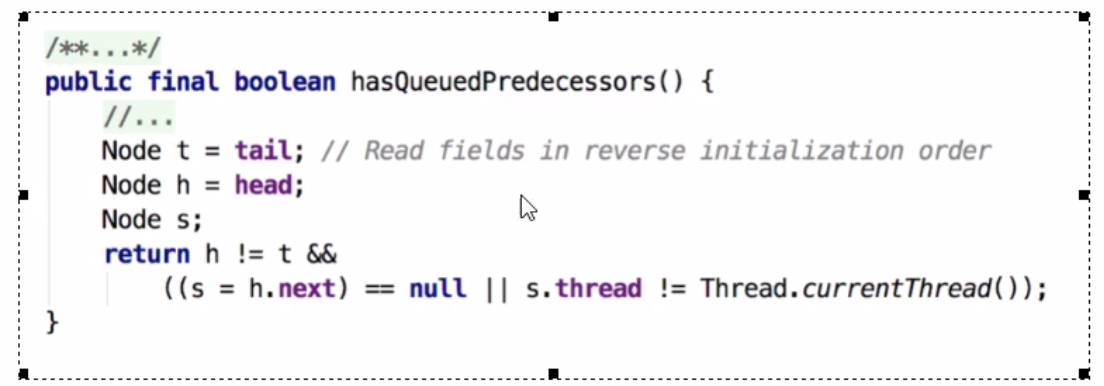 /**...*/
public final boolean hasQueuedPredecessors() {
//...
Node t = tail; // Read fields in reverse initialization order
Node h = head;
Node s;
return h != t &&
((s = h.next) == null || s.thread != Thread.currentThread());
}